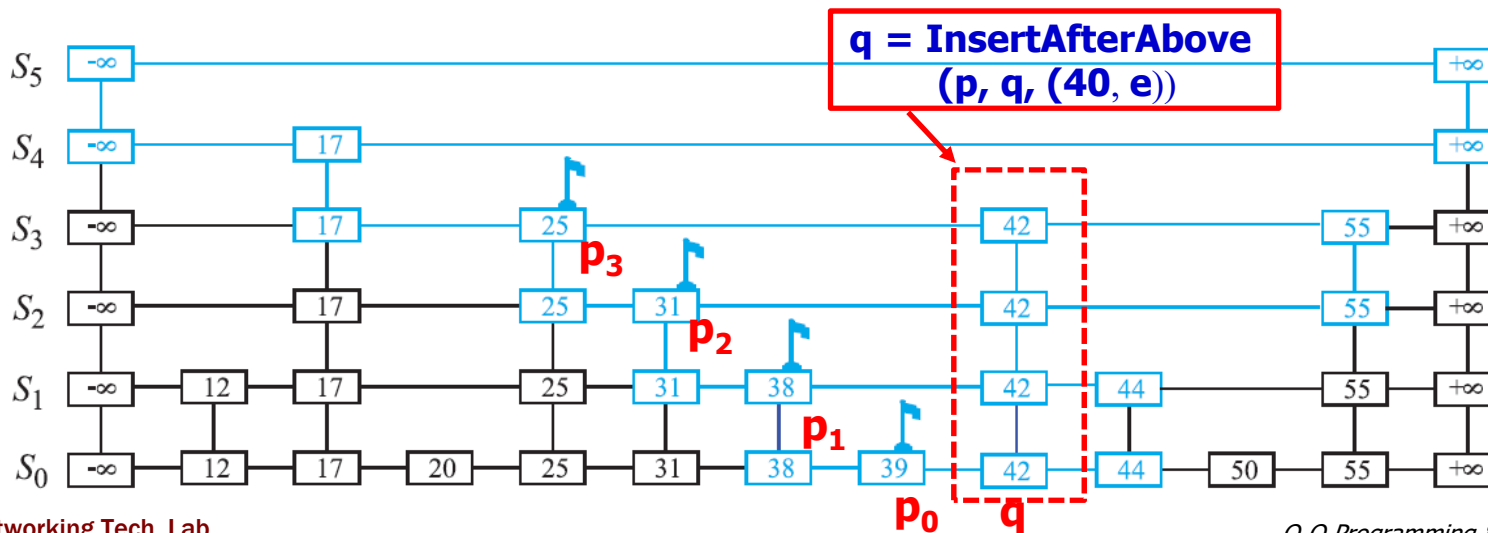 q = InsertAfterAbove
(p, q, (40, e))
S5 -∞ +∞
S4 -∞ 17 +∞
S3 -∞ 17 25 42 55 +∞
p3
S2 -∞ 17 25 31 42 55 +∞
p2
S1 -∞ 12 17 25 31 38 42 44 55 +∞
p1
S0 -∞ 12 17 20 25 31 38 39 42 44 50 55 +∞
p0 q
Tech. Lab
O.O.Programming